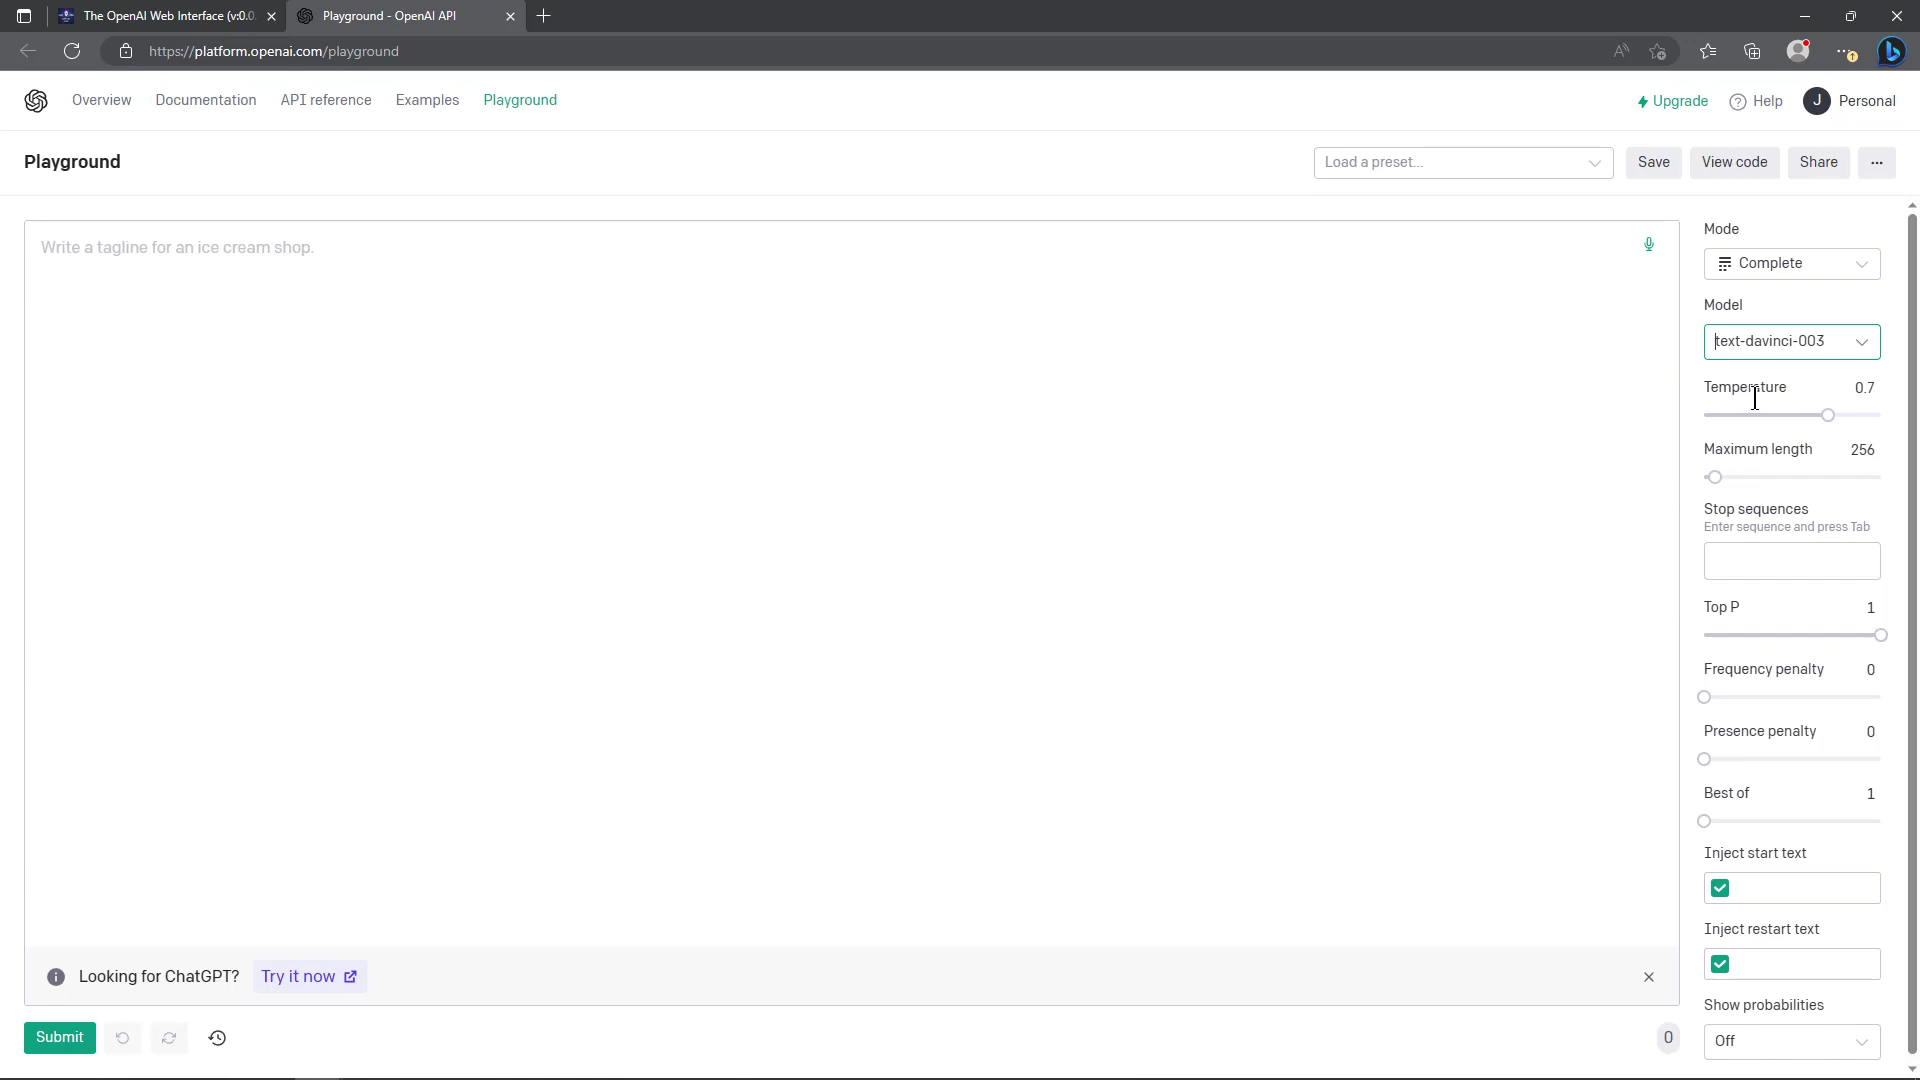 The OpenAI Web Interface (v:0.0.
Playground - OpenAI API
https://platform.openai.com/playground
Overview
Documentation
API reference
Examples
Playground
Upgrade
Help
J
Personal
Playground
Load a preset...
Save
View code
Share
Write a tagline for an ice cream shop.
Mode
Complete
Model
text-davinci-003
Temperature 0.7
Maximum length 256
Stop sequences
Enter sequence and press Tab
Top P 1
Frequency penalty 0
Presence penalty 0
Best of 1
Inject start text
Inject restart text
Show probabilities
Off
Looking for ChatGPT? Try it now
Submit
0